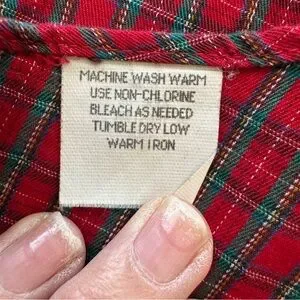 MACHINE WASH WARM
USE NON-CHLORINE
BLEACH AS NEEDED
TUMBLE DRY LOW
WARM IRON